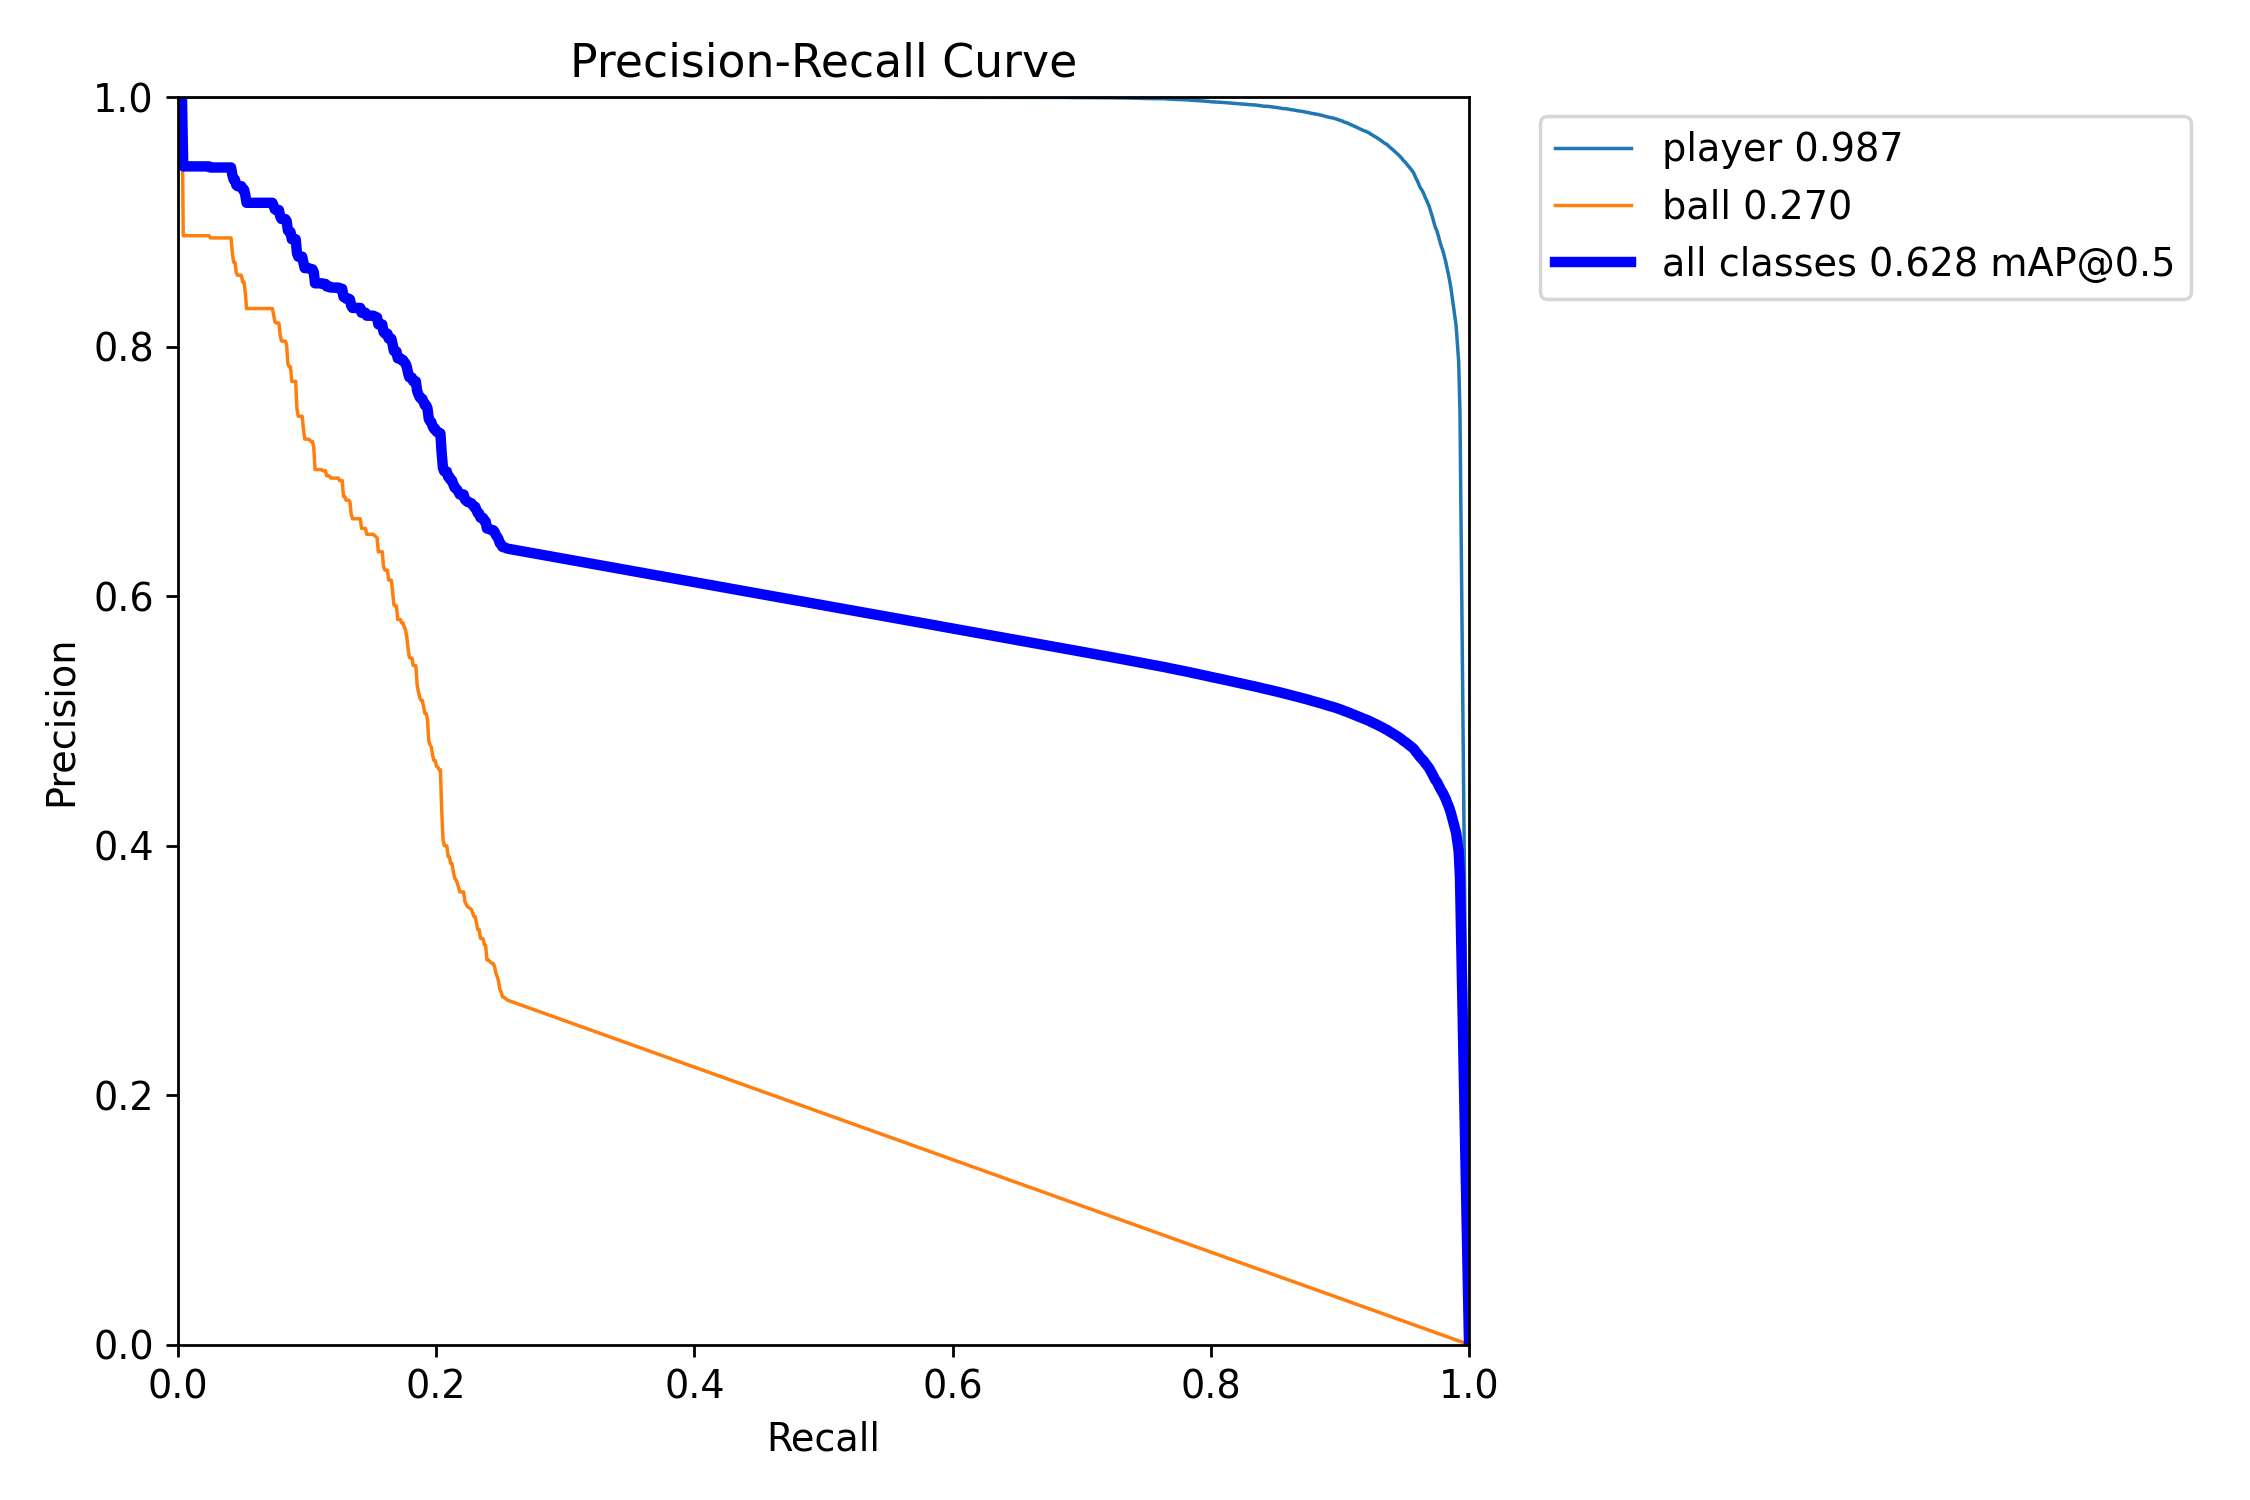 Precision-Recall Curve
player 0.987
ball 0.270
all classes 0.628 mAP@0.5
1.0
0.8
0.6
0.4
0.2
0.0
Precision
0.0 0.2 0.4 0.6 0.8 1.0
Recall